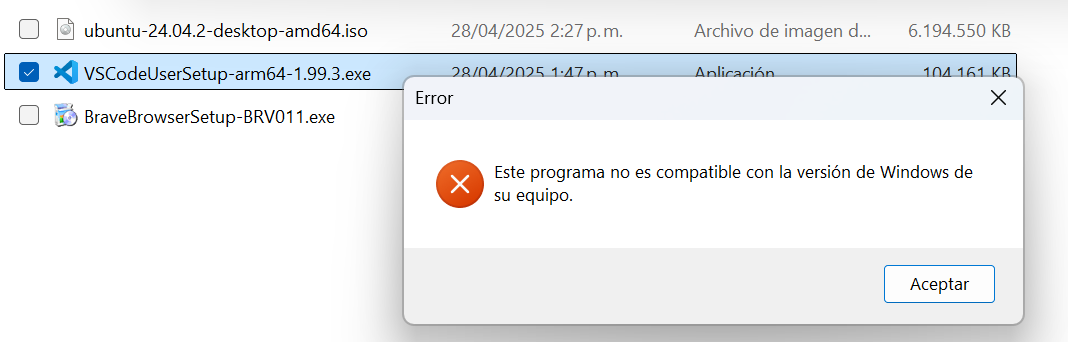 ubuntu-24.04.2-desktop-amd64.iso 28/04/2025 2:27 p. m. Archivo de imagen d... 6.194.550 KB
VSCodeUserSetup-arm64-1.99.3.exe 28/04/2025 1:47 p. m. Aplicación 104.161 KB
BraveBrowserSetup-BRV011.exe
Error
Este programa no es compatible con la versión de Windows de
su equipo.
Aceptar